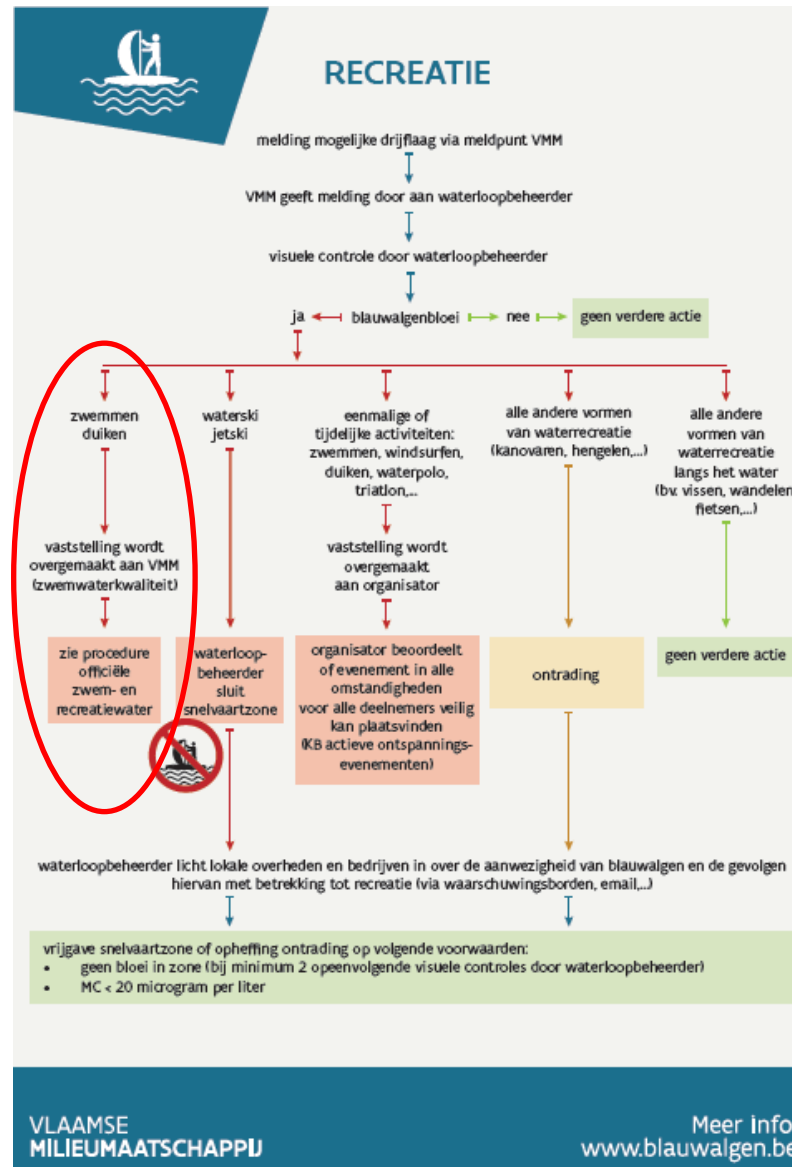 RECREATIE
melding mogelijke drijflaag via meldpunt VMM
VMM geeft melding door aan waterloopbeheerder
visuele controle door waterloopbeheerder
ja blauwalgenbloei nee geen verdere actie
zwemmen
duiken
vaststelling wordt
overgemaakt aan VMM
(zwemwaterkwaliteit)
zie procedure
officiële
zwem- en
recreatiewater
waterski
jetski
waterloop-
beheerder
sluit
snelvaartzone
eenmalige of
tijdelijke activiteiten:
zwemmen, windsurfen,
duiken, waterpolo,
triatlon,...
vaststelling wordt
overgemaakt
aan organisator
organisator beoordeelt
of evenement in alle
omstandigheden
voor alle deelnemers veilig
kan plaatsvinden
(KB actieve ontspannings-
evenementen)
alle andere vormen
van waterrecreatie
(kanovaren, hengelen,...)
ontrading
alle andere
vormen van
waterrecreatie
langs het water
(bv. vissen, wandelen
fietsen,...)
geen verdere actie
waterloopbeheerder licht lokale overheden en bedrijven in over de aanwezigheid van blauwalgen en de gevolgen
hiervan met betrekking tot recreatie (via waarschuwingsborden, email,...)
vrijgave snelvaartzone of opheffing ontrading op volgende voorwaarden:
• geen bloei in zone (bij minimum 2 opeenvolgende visuele controles door waterloopbeheerder)
• MC < 20 microgram per liter
VLAAMSE
MILIEUMAATSCHAPPIJ
Meer info
www.blauwalgen.be